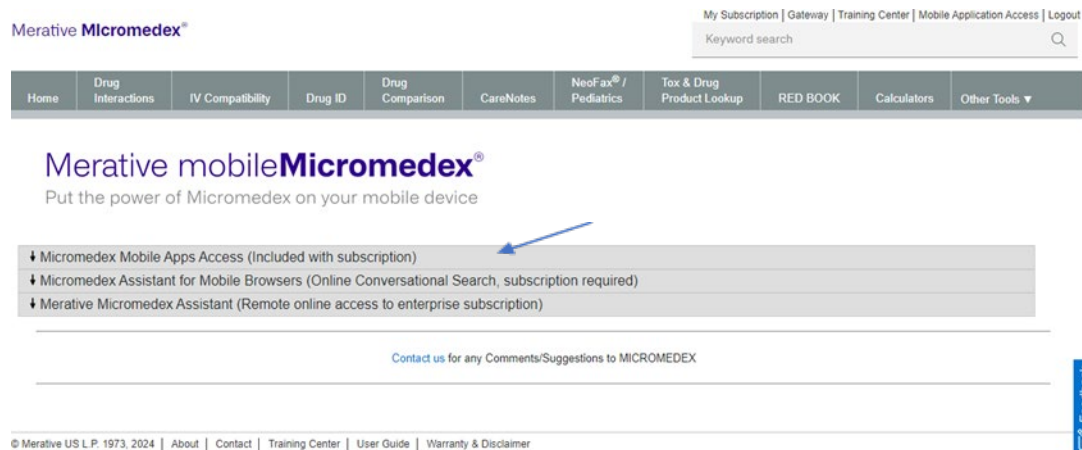 My Subscription | Gateway | Training Center | Mobile Application Access | Logout
Merative Micromedex®
Keyword search
Home
Drug Interactions
IV Compatibility
Drug ID
Drug Comparison
CareNotes
NeoFax® / Pediatrics
Tox & Drug Product Lookup
RED BOOK
Calculators
Other Tools ▼
Merative mobileMicromedex®
Put the power of Micromedex on your mobile device
Micromedex Mobile Apps Access (Included with subscription)
Micromedex Assistant for Mobile Browsers (Online Conversational Search, subscription required)
Merative Micromedex Assistant (Remote online access to enterprise subscription)
Contact us for any Comments/Suggestions to MICROMEDEX
© Merative US L.P. 1973, 2024 | About | Contact | Training Center | User Guide | Warranty & Disclaimer